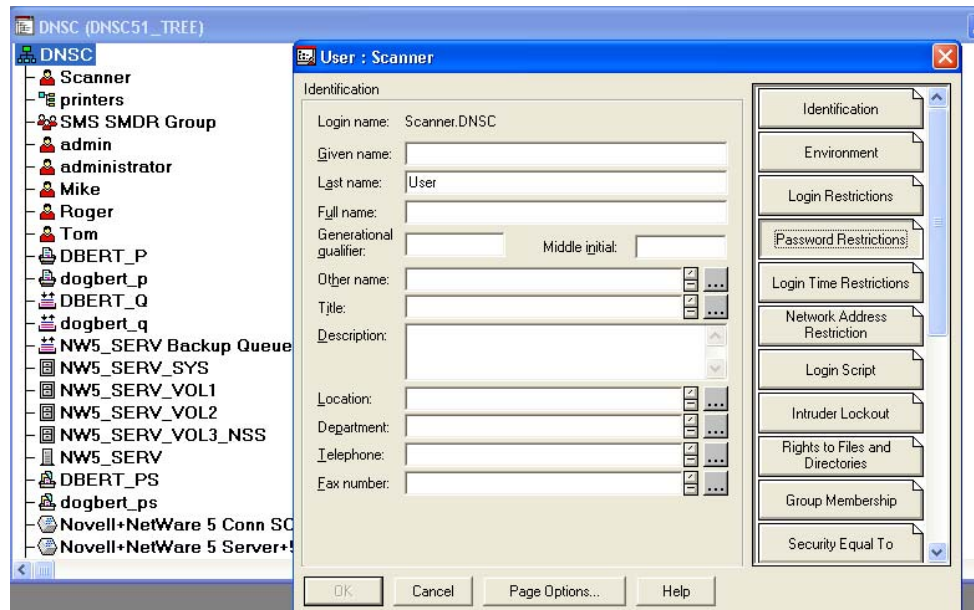 DNSC (DNSC51_TREE)
DNSC
Scanner
printers
SMS SMDR Group
admin
administrator
Mike
Roger
Tom
DBERT_P
dogbert_p
DBERT_Q
dogbert_q
NW5_SERV Backup Queue
NW5_SERV_SYS
NW5_SERV_VOL1
NW5_SERV_VOL2
NW5_SERV_VOL3_NSS
NW5_SERV
DBERT_PS
dogbert_ps
Novell+NetWare 5 Conn SC
Novell+NetWare 5 Server+
User : Scanner
Identification
Login name: Scanner.DNSC
Given name:
Last name: User
Full name:
Generational
qualifier:
Middle initial:
Other name:
Title:
Description:
Location:
Department:
Telephone:
Fax number:
Identification
Environment
Login Restrictions
Password Restrictions
Login Time Restrictions
Network Address
Restriction
Login Script
Intruder Lockout
Rights to Files and
Directories
Group Membership
Security Equal To
OK Cancel Page Options... Help